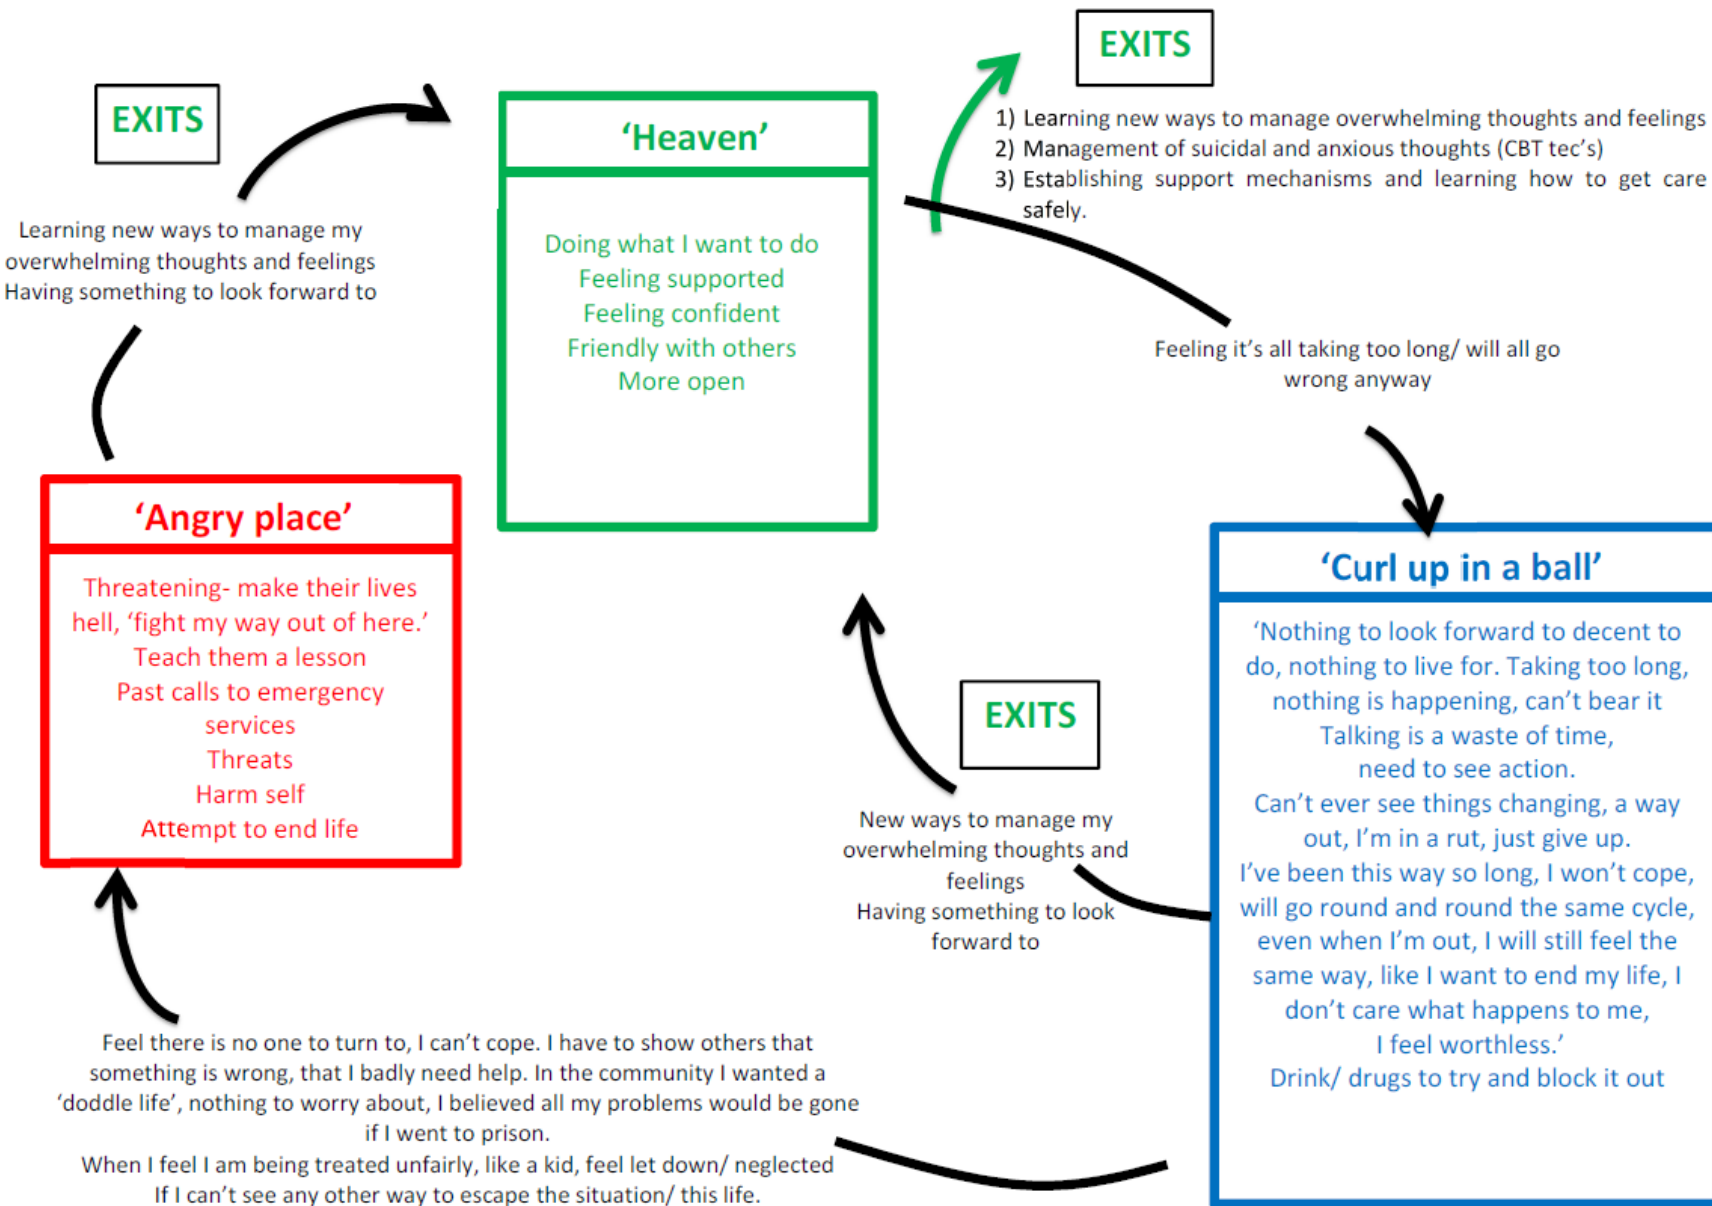 EXITS
Learning new ways to manage my
overwhelming thoughts and feelings
Having something to look forward to
‘Heaven’
Doing what I want to do
Feeling supported
Feeling confident
Friendly with others
More open
EXITS
1) Learning new ways to manage overwhelming thoughts and feelings
2) Management of suicidal and anxious thoughts (CBT tec’s)
3) Establishing support mechanisms and learning how to get care
safely.
Feeling it’s all taking too long/ will all go
wrong anyway
‘Angry place’
Threatening- make their lives
hell, ‘fight my way out of here.’
Teach them a lesson
Past calls to emergency
services
Threats
Harm self
Attempt to end life
‘Curl up in a ball’
‘Nothing to look forward to decent to
do, nothing to live for. Taking too long,
nothing is happening, can’t bear it
Talking is a waste of time,
need to see action.
Can’t ever see things changing, a way
out, I’m in a rut, just give up.
I’ve been this way so long, I won’t cope,
will go round and round the same cycle,
even when I’m out, I will still feel the
same way, like I want to end my life, I
don’t care what happens to me,
I feel worthless.’
Drink/ drugs to try and block it out
EXITS
New ways to manage my
overwhelming thoughts and
feelings
Having something to look
forward to
Feel there is no one to turn to, I can’t cope. I have to show others that
something is wrong, that I badly need help. In the community I wanted a
‘doddle life’, nothing to worry about, I believed all my problems would be gone
if I went to prison.
When I feel I am being treated unfairly, like a kid, feel let down/ neglected
If I can’t see any other way to escape the situation/ this life.